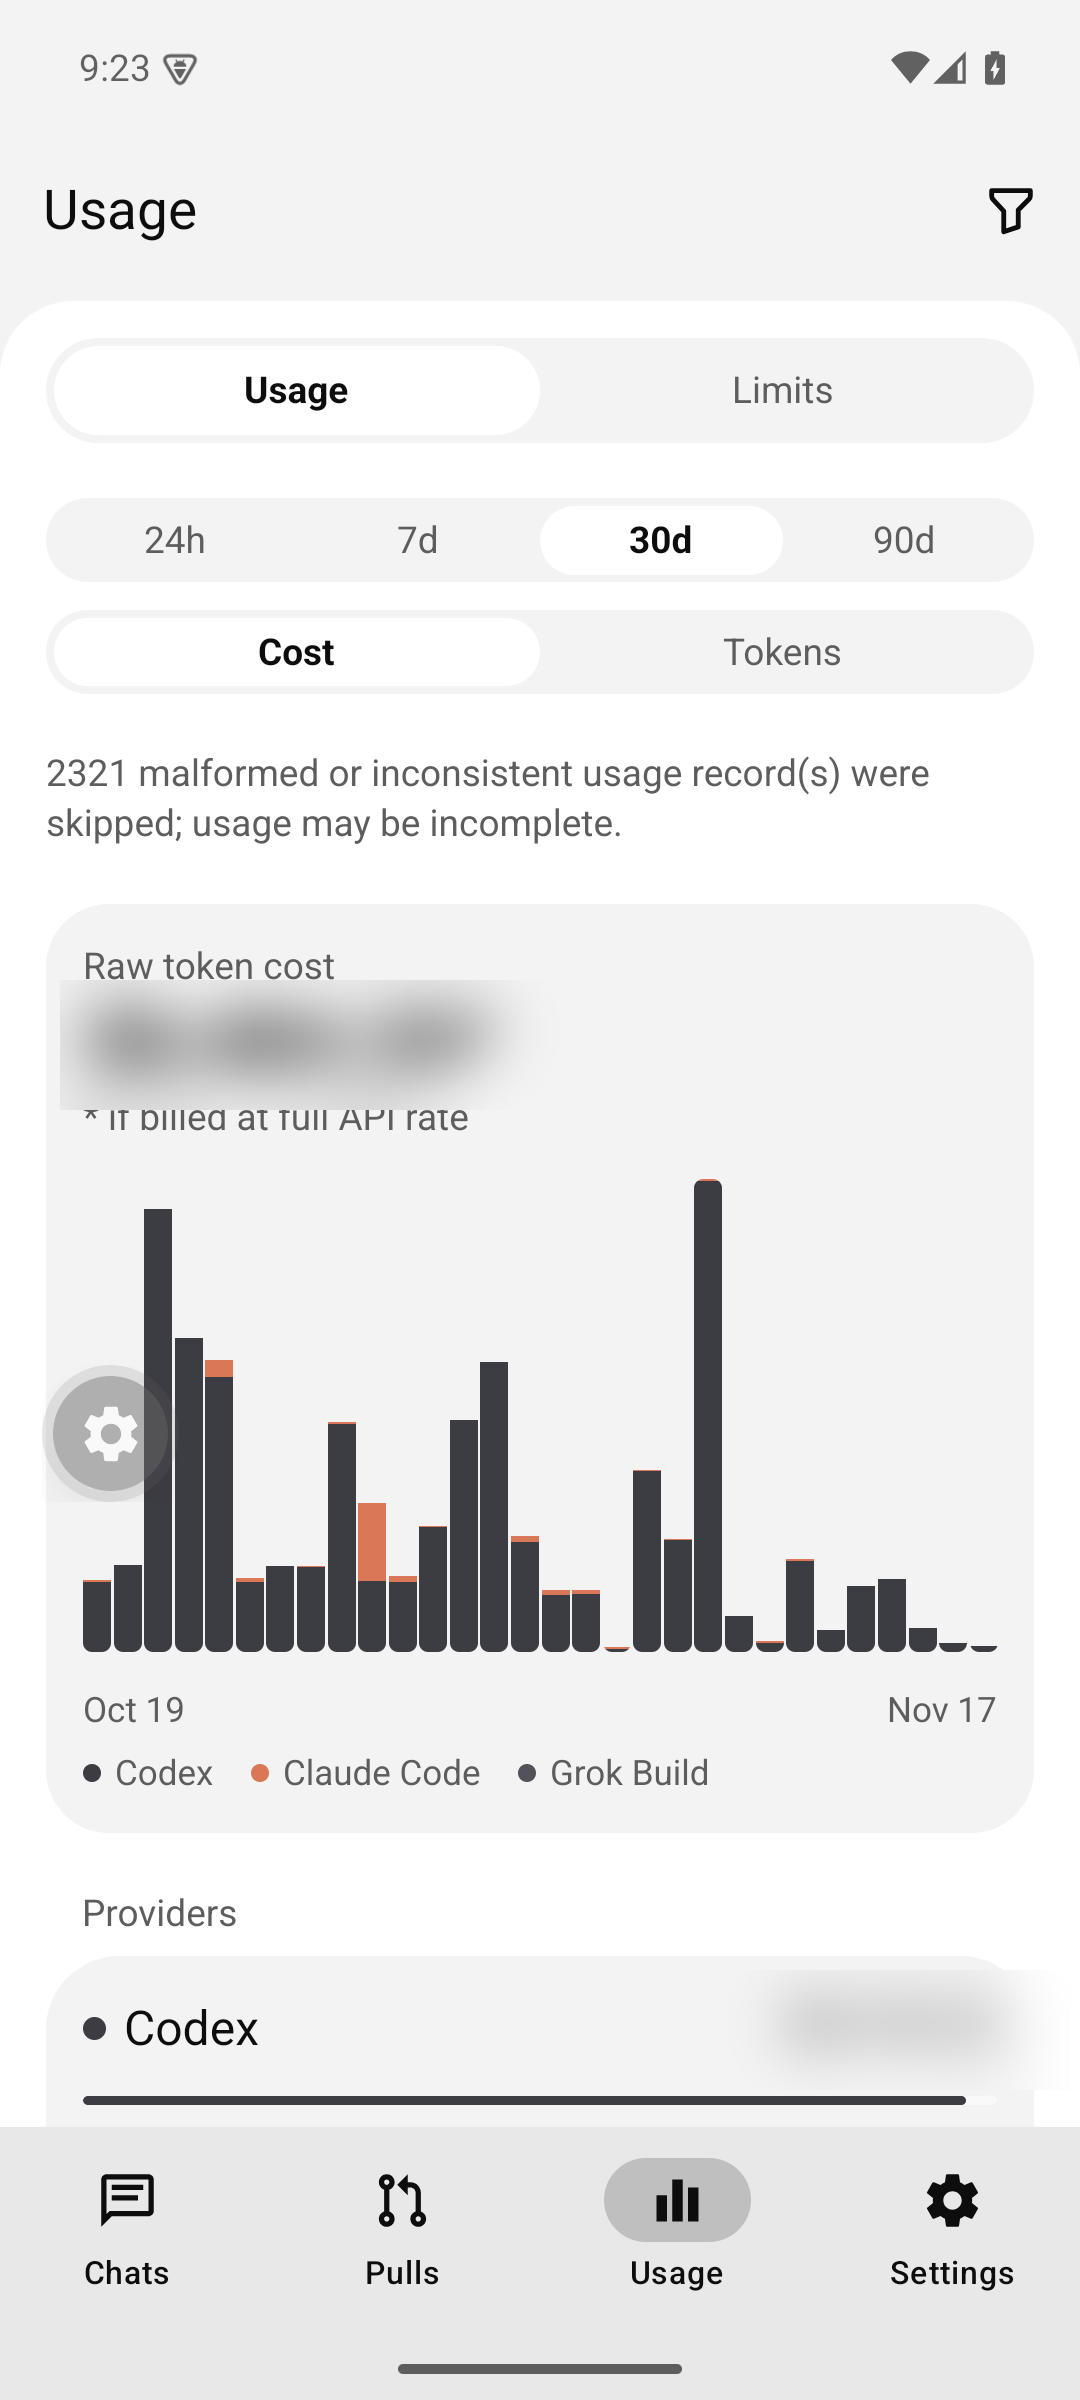 9:23
Usage
Usage Limits
24h 7d 30d 90d
Cost Tokens
2321 malformed or inconsistent usage record(s) were
skipped; usage may be incomplete.
Raw token cost
* if billed at full API rate
Oct 19 Nov 17
Codex Claude Code Grok Build
Providers
Codex
Chats Pulls Usage Settings